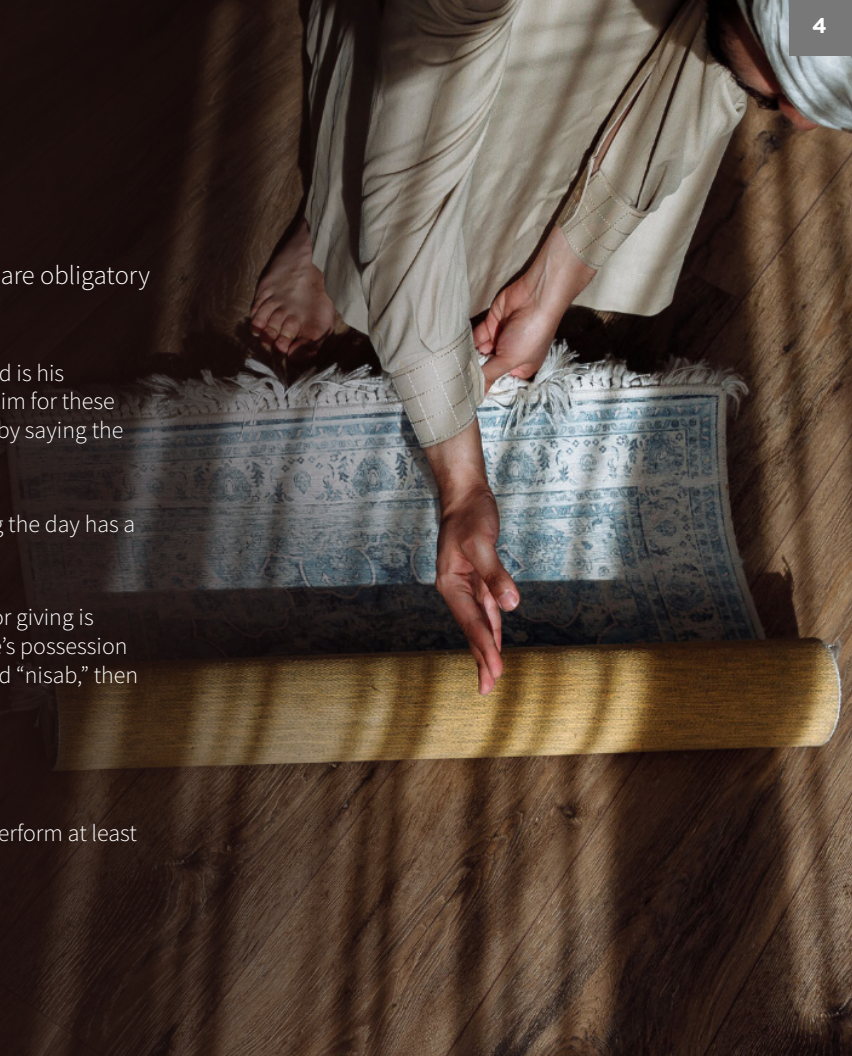 4
are obligatory
d is his
im for these
by saying the
g the day has a
or giving is
e’s possession
d “nisab,” then
erform at least